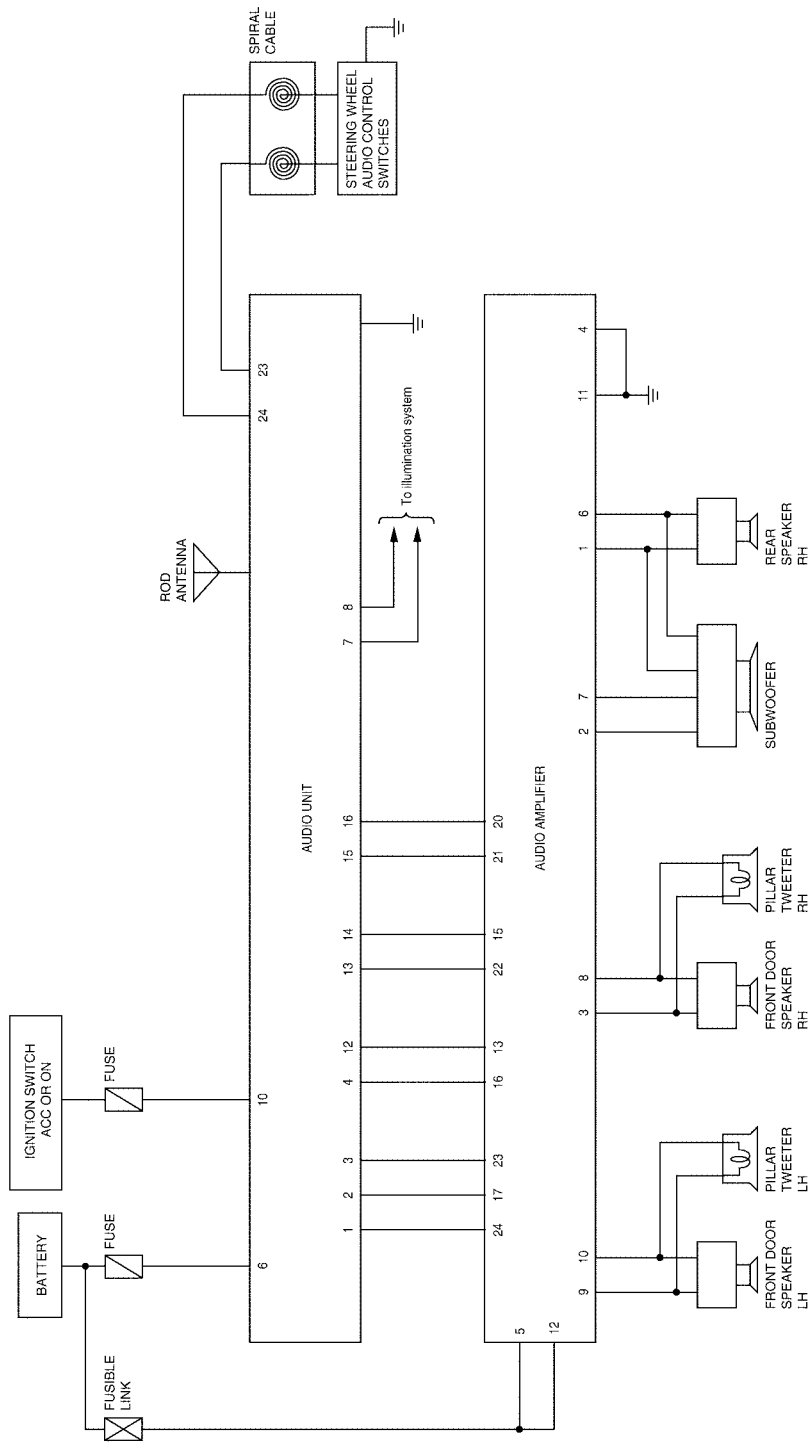 BATTERY
IGNITION SWITCH
ACC OR ON
FUSIBLE
LINK
FUSE
FUSE
ROD
ANTENNA
SPIRAL
CABLE
STEERING WHEEL
AUDIO CONTROL
SWITCHES
6
10
24
23
AUDIO UNIT
1
2
3
4
12
13
14
15
16
7
8
To illumination system
24
17
23
16
13
22
15
21
20
5
12
AUDIO AMPLIFIER
9
10
3
8
2
7
1
6
11
4
FRONT DOOR
SPEAKER
LH
PILLAR
TWEETER
LH
FRONT DOOR
SPEAKER
RH
PILLAR
TWEETER
RH
SUBWOOFER
REAR
SPEAKER
RH